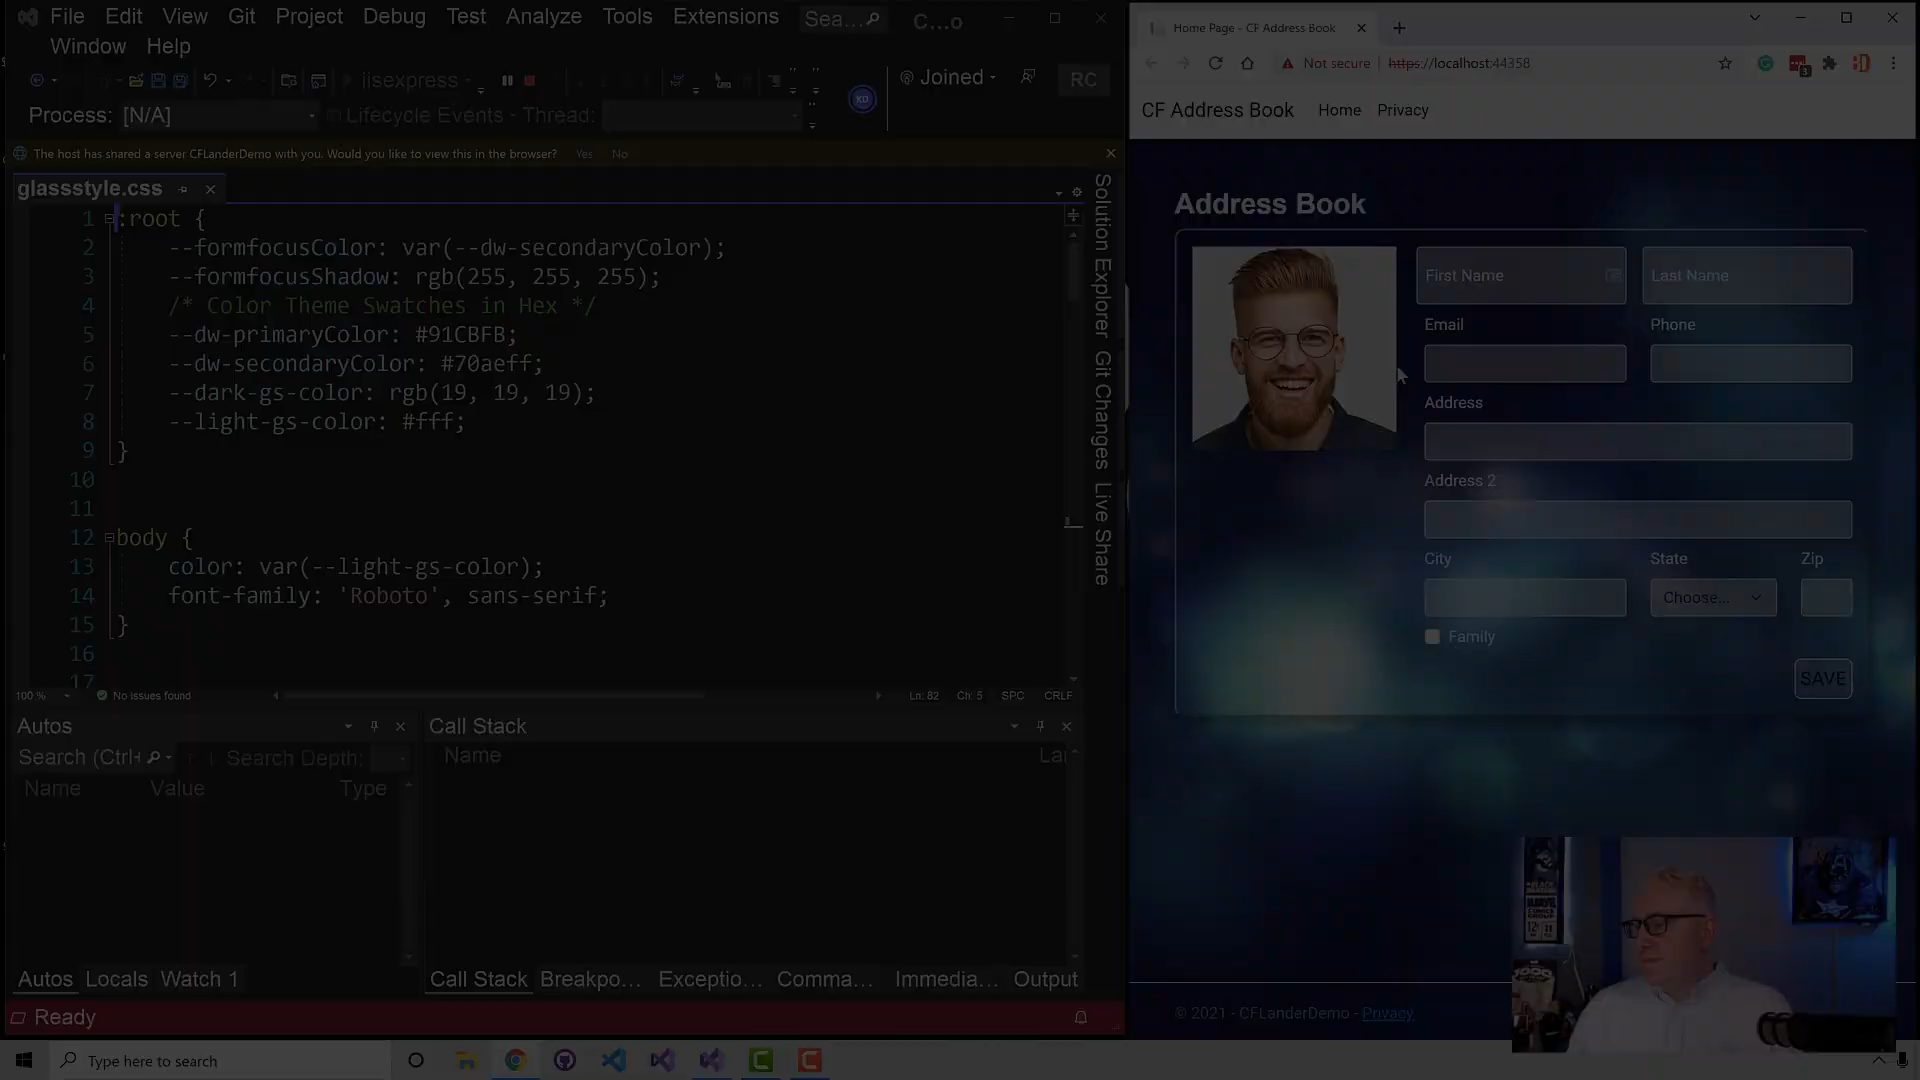 File Edit View Git Project Debug Test Analyze Tools Extensions Sea... C...o
Window Help
iisexpress
Joined
RC
KD
Process: [N/A] Lifecycle Events - Thread:
The host has shared a server CFLanderDemo with you. Would you like to view this in the browser? Yes No
glassstyle.css
1 :root {
2 --formfocusColor: var(--dw-secondaryColor);
3 --formfocusShadow: rgb(255, 255, 255);
4 /* Color Theme Swatches in Hex */
5 --dw-primaryColor: #91CBFB;
6 --dw-secondaryColor: #70aeff;
7 --dark-gs-color: rgb(19, 19, 19);
8 --light-gs-color: #fff;
9 }
10
11
12 body {
13 color: var(--light-gs-color);
14 font-family: 'Roboto', sans-serif;
15 }
16
17
100 % No issues found Ln: 82 Ch: 5 SPC CRLF
Solution Explorer
Git Changes
Live Share
Autos
Search (Ctrl+ Search Depth:
Name Value Type
Autos Locals Watch 1
Call Stack
Name
Call Stack Breakpo... Exceptio... Comma... Immedia... Output
Ready
Type here to search
Home Page - CF Address Book
Not secure https://localhost:44358
3
CF Address Book Home Privacy
Address Book
First Name Last Name
Email Phone
Address
Address 2
City State Zip
Choose...
Family
SAVE
© 2021 - CFLanderDemo - Privacy